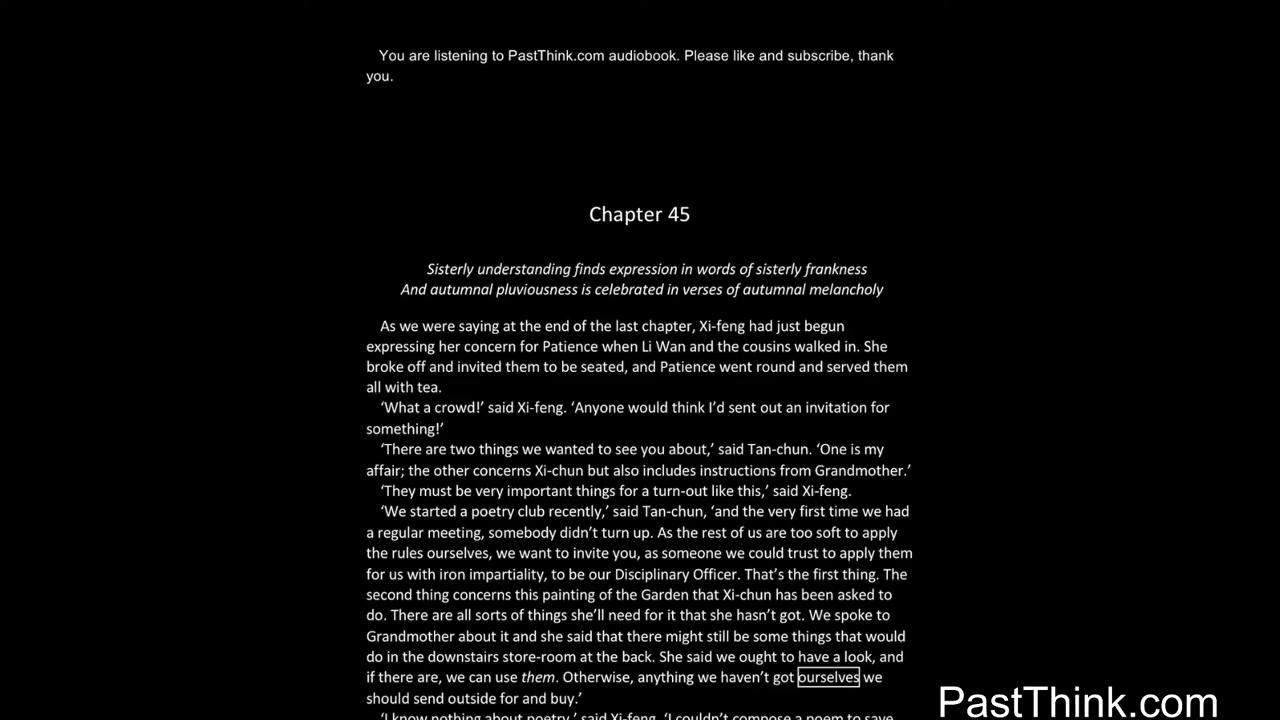 You are listening to PastThink.com audiobook. Please like and subscribe, thank
you.
Chapter 45
Sisterly understanding finds expression in words of sisterly frankness
And autumnal pluviousness is celebrated in verses of autumnal melancholy
As we were saying at the end of the last chapter, Xi-feng had just begun
expressing her concern for Patience when Li Wan and the cousins walked in. She
broke off and invited them to be seated, and Patience went round and served them
all with tea.
‘What a crowd!’ said Xi-feng. ‘Anyone would think I’d sent out an invitation for
something!’
‘There are two things we wanted to see you about,’ said Tan-chun. ‘One is my
affair; the other concerns Xi-chun but also includes instructions from Grandmother.’
‘They must be very important things for a turn-out like this,’ said Xi-feng.
‘We started a poetry club recently,’ said Tan-chun, ‘and the very first time we had
a regular meeting, somebody didn’t turn up. As the rest of us are too soft to apply
the rules ourselves, we want to invite you, as someone we could trust to apply them
for us with iron impartiality, to be our Disciplinary Officer. That’s the first thing. The
second thing concerns this painting of the Garden that Xi-chun has been asked to
do. There are all sorts of things she’ll need for it that she hasn’t got. We spoke to
Grandmother about it and she said that there might still be some things that would
do in the downstairs store-room at the back. She said we ought to have a look, and
if there are, we can use them. Otherwise, anything we haven’t got ourselves we
should send outside for and buy.’
‘I know nothing about poetry,’ said Xi-feng. ‘I couldn’t compose a poem to save
PastThink.com